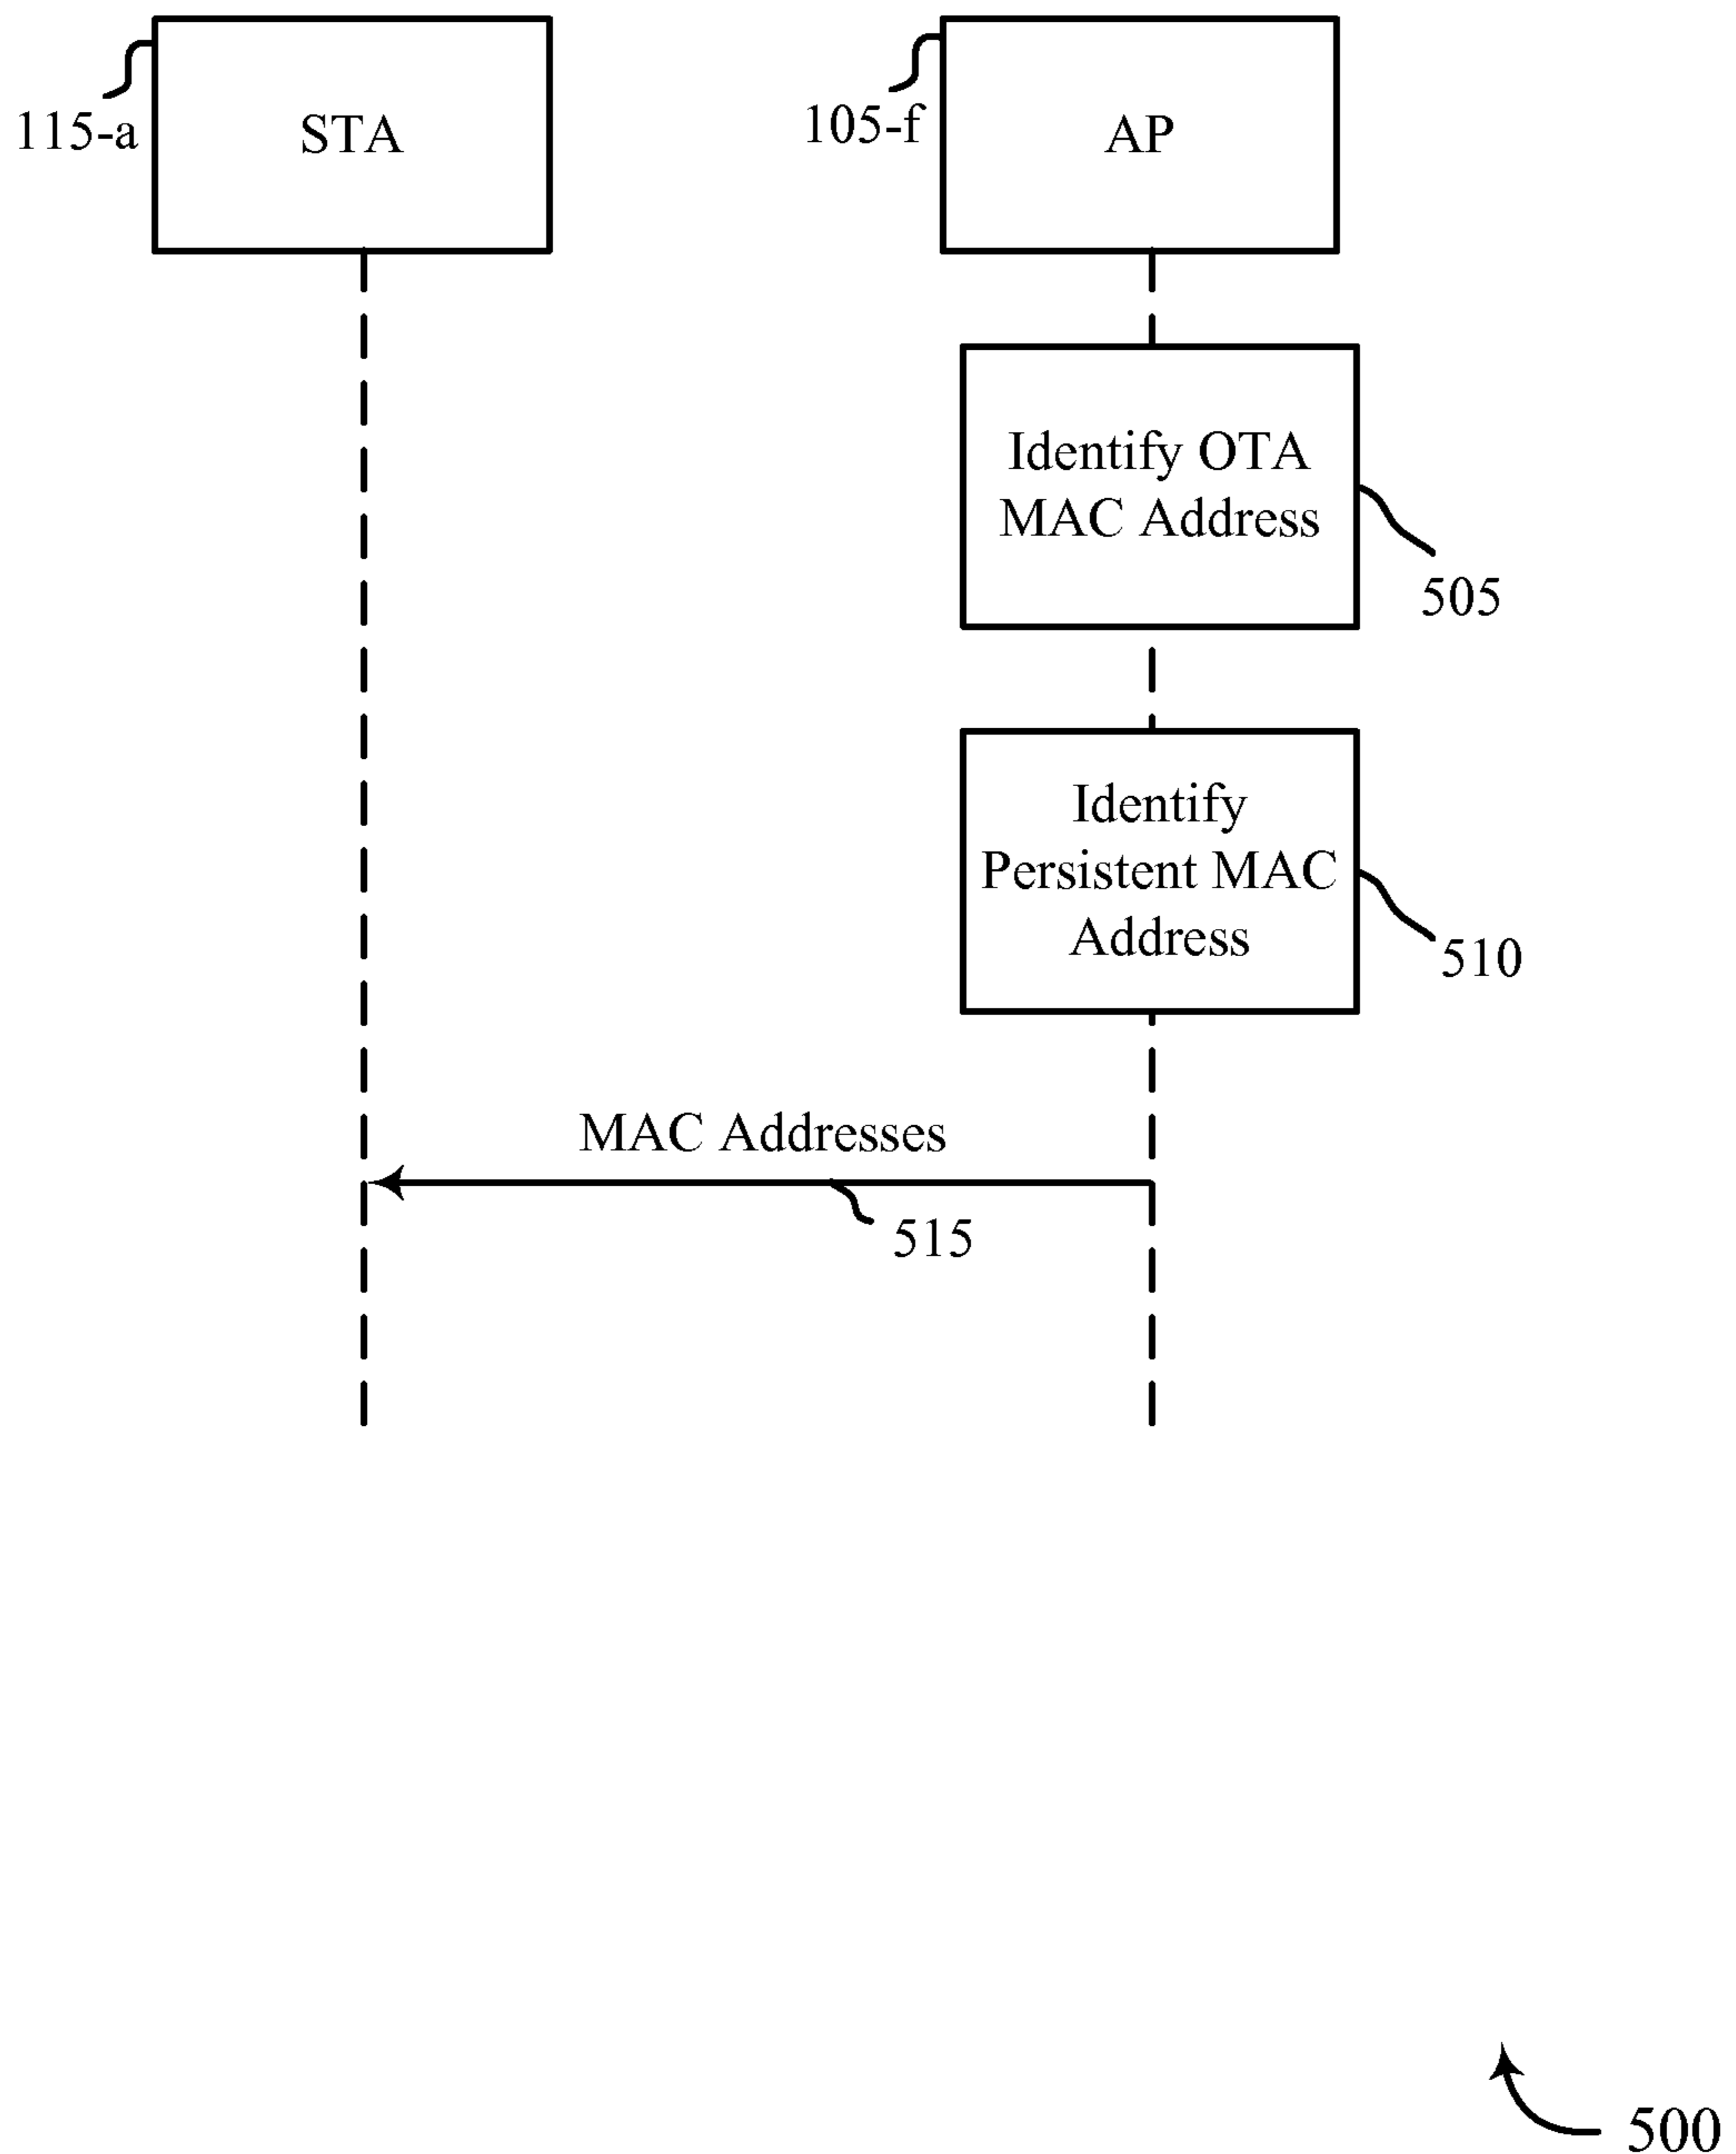 115-a
STA
105-f
AP
Identify OTA
MAC Address
505
Identify
Persistent MAC
Address
510
MAC Addresses
515
500